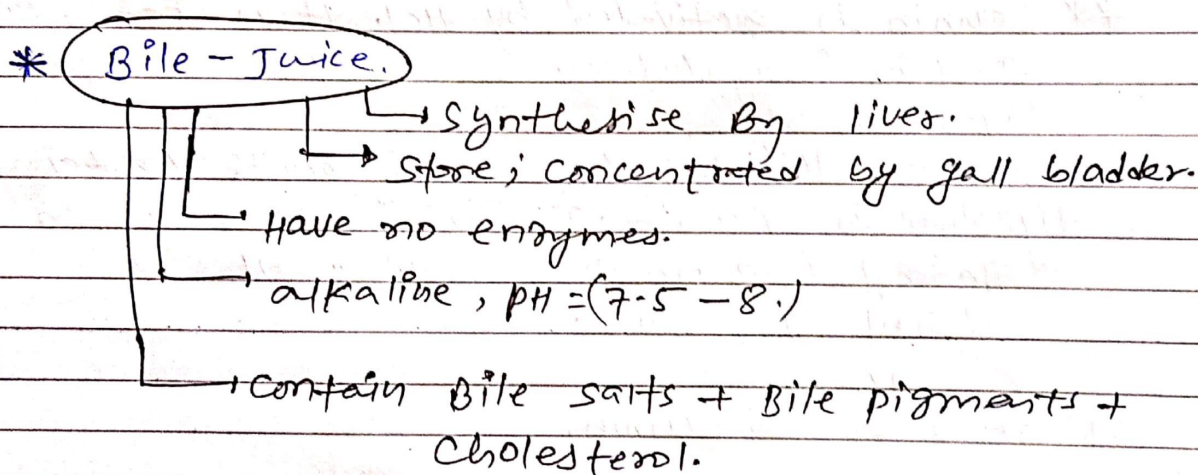 * Bile - Juice.
Synthesise By liver.
Store; Concentrated by gall bladder.
Have no enzymes.
alkaline, pH = (7.5 - 8.)
contain Bile salts + Bile pigments +
Cholesterol.